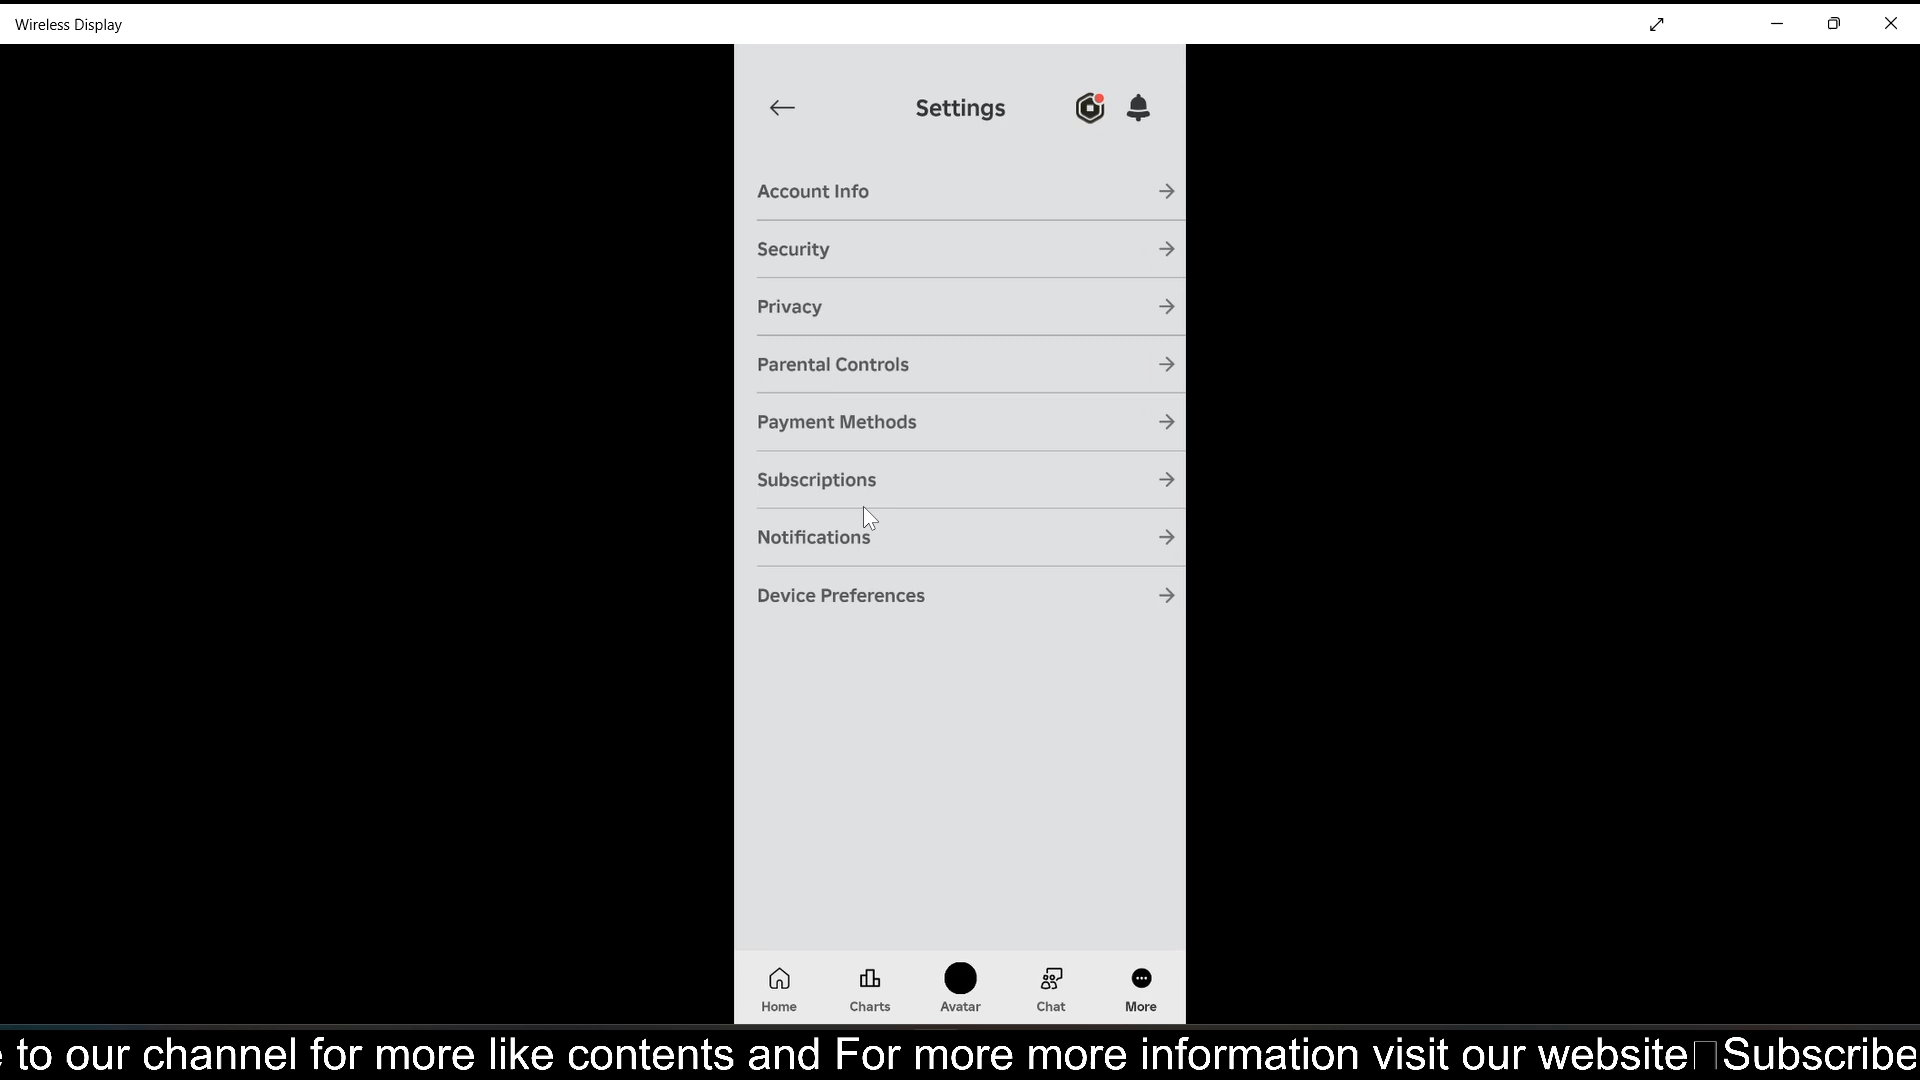 Wireless Display
Settings
Account Info
Security
Privacy
Parental Controls
Payment Methods
Subscriptions
Notifications
Device Preferences
Home
Charts
Avatar
Chat
More
to our channel for more like contents and For more more information visit our website Subscribe